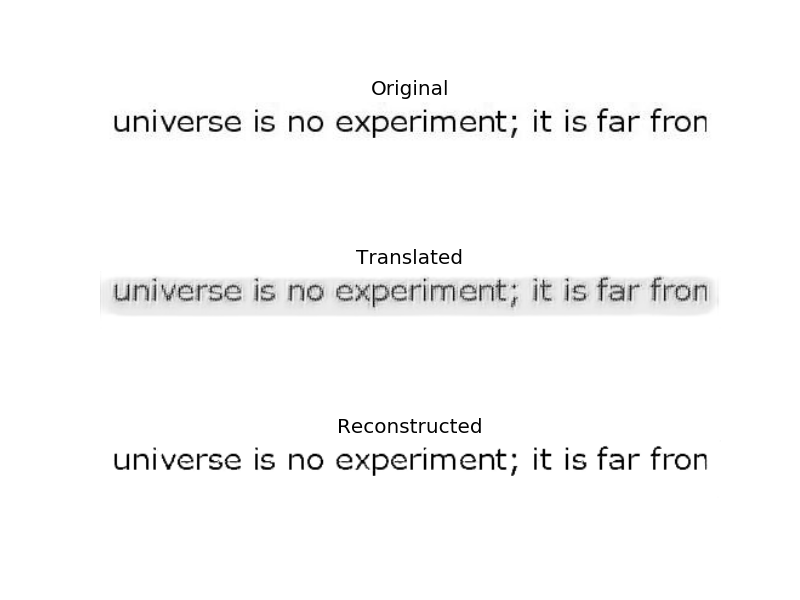 Original
universe is no experiment; it is far fron
Translated
universe is no experiment; it is far fron
Reconstructed
universe is no experiment; it is far fron